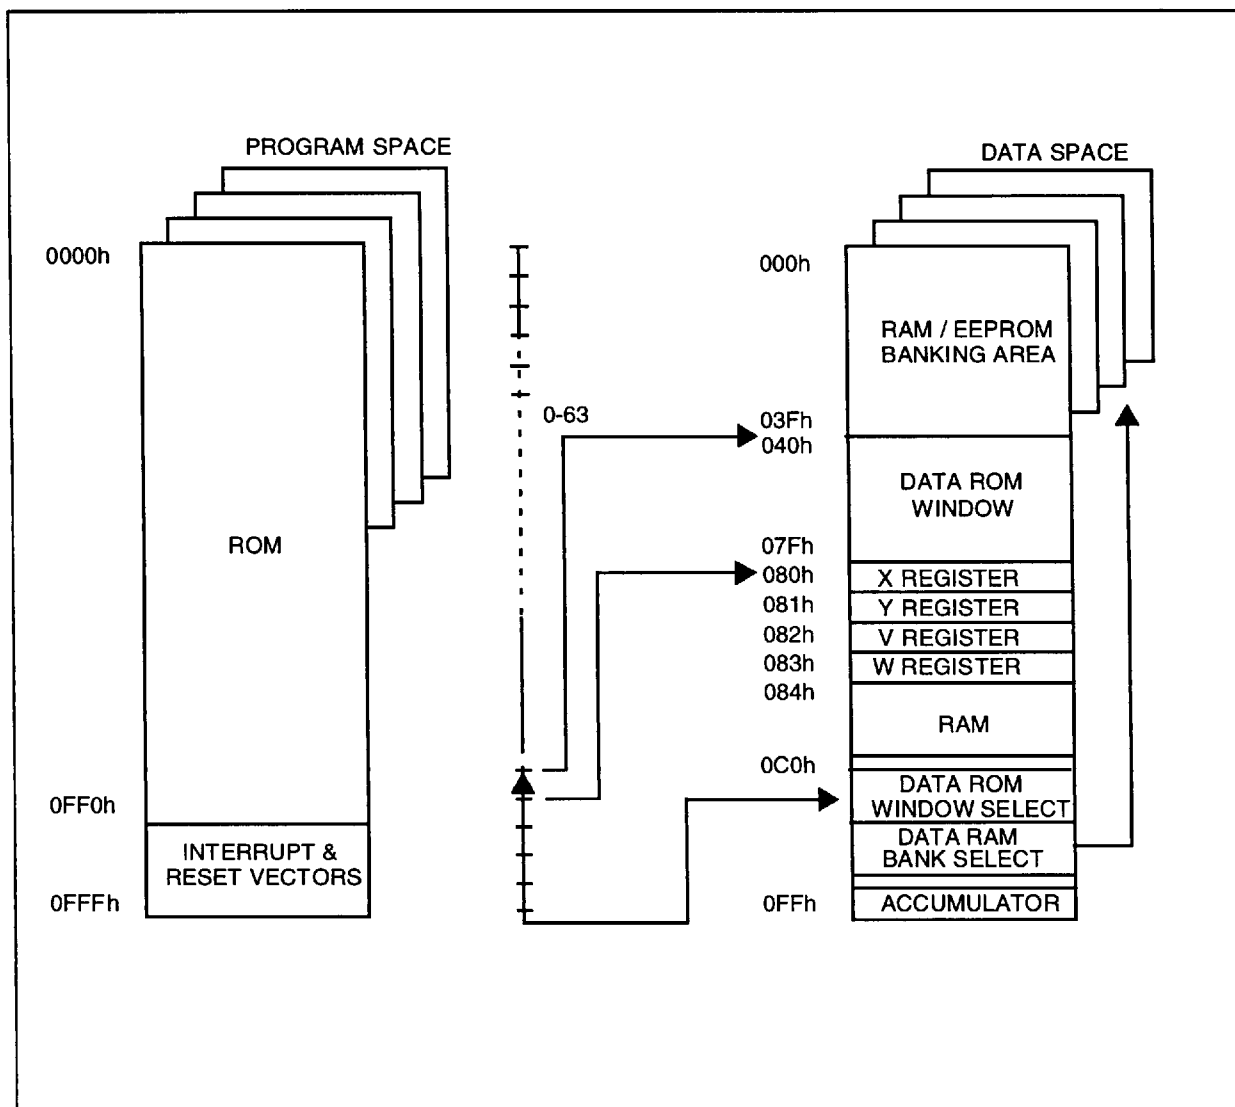 PROGRAM SPACE
0000h
ROM
0FF0h
INTERRUPT &
RESET VECTORS
0FFFh
0-63
DATA SPACE
000h
RAM / EEPROM
BANKING AREA
03Fh
040h
DATA ROM
WINDOW
07Fh
080h
X REGISTER
081h
Y REGISTER
082h
V REGISTER
083h
W REGISTER
084h
RAM
0C0h
DATA ROM
WINDOW SELECT
DATA RAM
BANK SELECT
0FFh
ACCUMULATOR